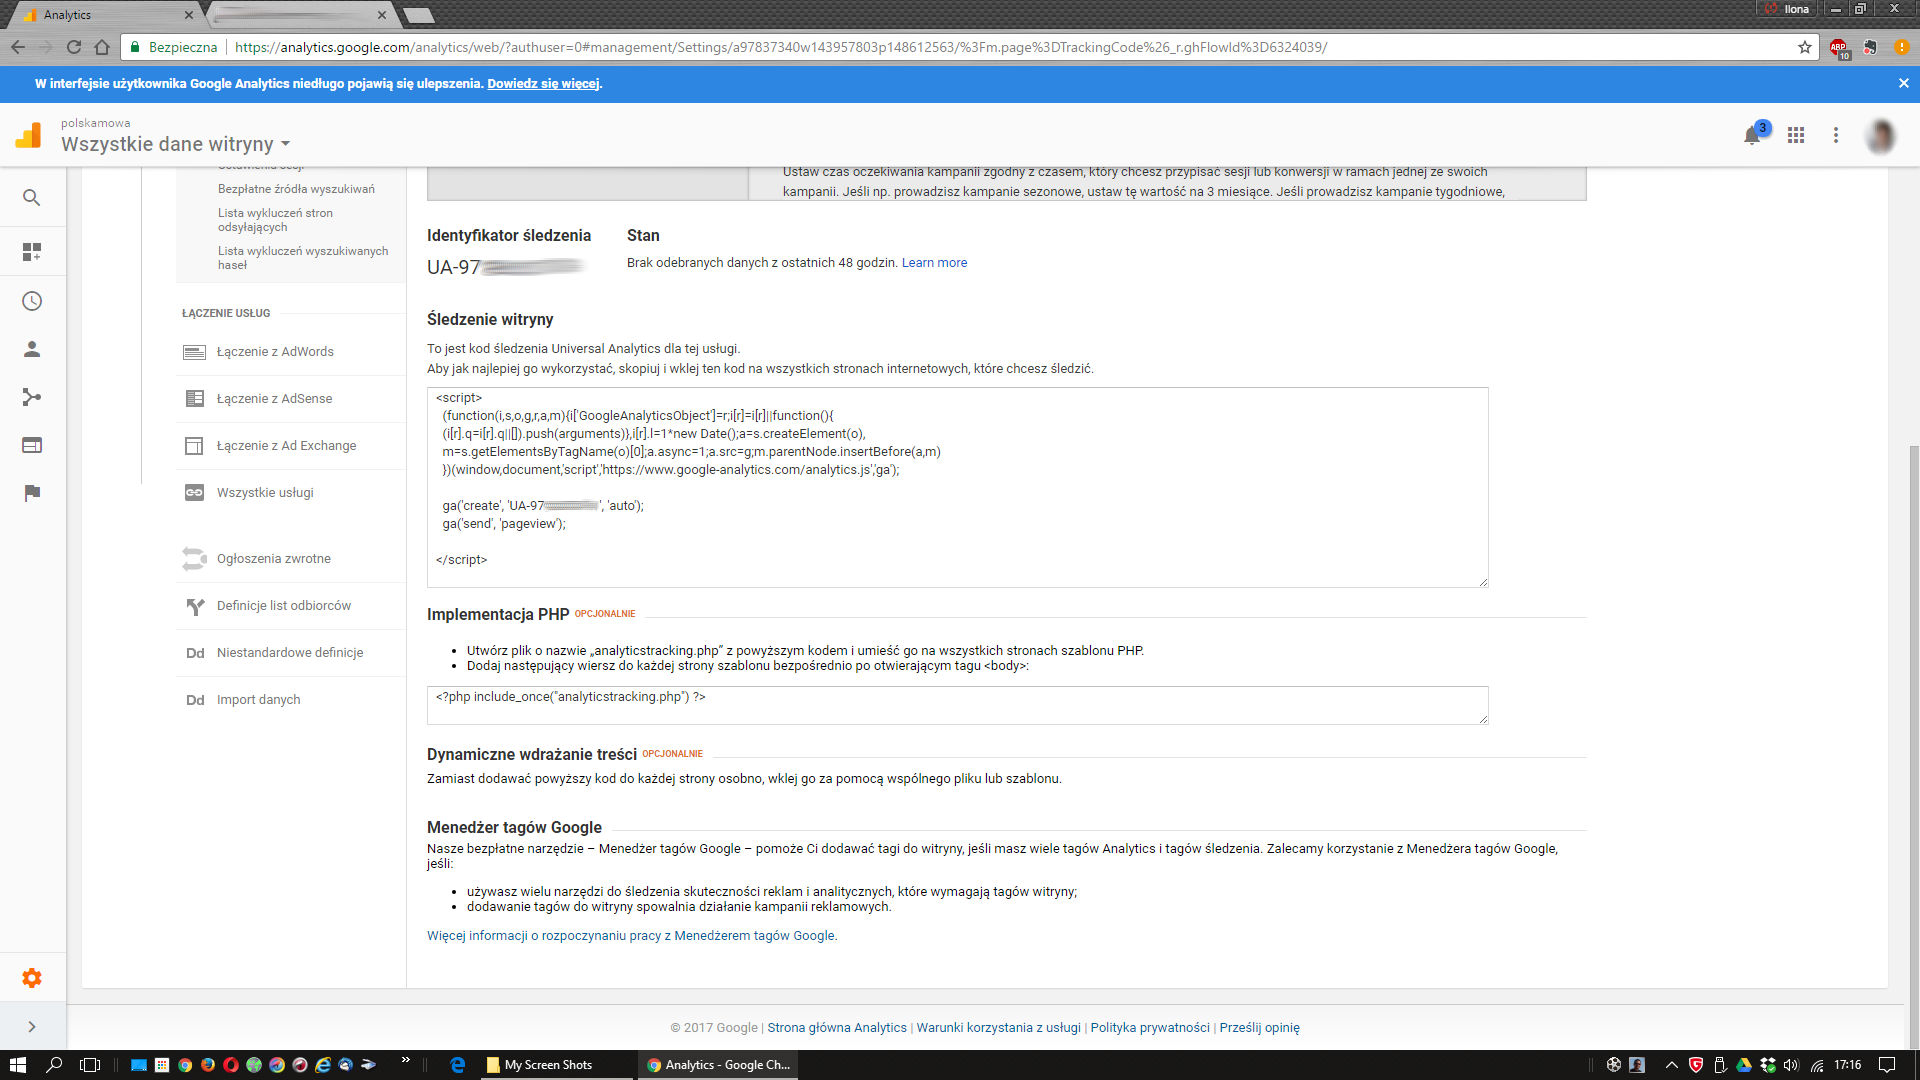 Analytics
Ilona
Bezpieczna
https://analytics.google.com/analytics/web/?authuser=0#management/Settings/a97837340w143957803p148612563/%3Fm.page%3DTrackingCode%26_r.ghFlowId%3D6324039/
ABP
10
W interfejsie użytkownika Google Analytics niedługo pojawią się ulepszenia. Dowiedz się więcej.
polskamowa
Wszystkie dane witryny
3
Bezpłatne źródła wyszukiwań
Lista wykluczeń stron
odsyłających
Lista wykluczeń wyszukiwanych
haseł
ŁĄCZENIE USŁUG
Łączenie z AdWords
Łączenie z AdSense
Łączenie z Ad Exchange
Wszystkie usługi
Ogłoszenia zwrotne
Definicje list odbiorców
Dd Niestandardowe definicje
Dd Import danych
Ustaw czas oczekiwania kampanii zgodny z czasem, który chcesz przypisać sesji lub konwersji w ramach jednej ze swoich
kampanii. Jeśli np. prowadzisz kampanie sezonowe, ustaw tę wartość na 3 miesiące. Jeśli prowadzisz kampanie tygodniowe,
Identyfikator śledzenia
UA-97
Stan
Brak odebranych danych z ostatnich 48 godzin. Learn more
Śledzenie witryny
To jest kod śledzenia Universal Analytics dla tej usługi.
Aby jak najlepiej go wykorzystać, skopiuj i wklej ten kod na wszystkich stronach internetowych, które chcesz śledzić.
<script>
(function(i,s,o,g,r,a,m){i['GoogleAnalyticsObject']=r;i[r]=i[r]||function(){
(i[r].q=i[r].q||[]).push(arguments)},i[r].l=1*new Date();a=s.createElement(o),
m=s.getElementsByTagName(o)[0];a.async=1;a.src=g;m.parentNode.insertBefore(a,m)
})(window,document,'script','https://www.google-analytics.com/analytics.js','ga');
ga('create', 'UA-97 ', 'auto');
ga('send', 'pageview');
</script>
Implementacja PHP OPCJONALNIE
• Utwórz plik o nazwie „analyticstracking.php” z powyższym kodem i umieść go na wszystkich stronach szablonu PHP.
• Dodaj następujący wiersz do każdej strony szablonu bezpośrednio po otwierającym tagu <body>:
<?php include_once("analyticstracking.php") ?>
Dynamiczne wdrażanie treści OPCJONALNIE
Zamiast dodawać powyższy kod do każdej strony osobno, wklej go za pomocą wspólnego pliku lub szablonu.
Menedżer tagów Google
Nasze bezpłatne narzędzie – Menedżer tagów Google – pomoże Ci dodawać tagi do witryny, jeśli masz wiele tagów Analytics i tagów śledzenia. Zalecamy korzystanie z Menedżera tagów Google,
jeśli:
• używasz wielu narzędzi do śledzenia skuteczności reklam i analitycznych, które wymagają tagów witryny;
• dodawanie tagów do witryny spowalnia działanie kampanii reklamowych.
Więcej informacji o rozpoczynaniu pracy z Menedżerem tagów Google.
© 2017 Google | Strona główna Analytics | Warunki korzystania z usługi | Polityka prywatności | Prześlij opinię
My Screen Shots
Analytics - Google Ch...
17:16